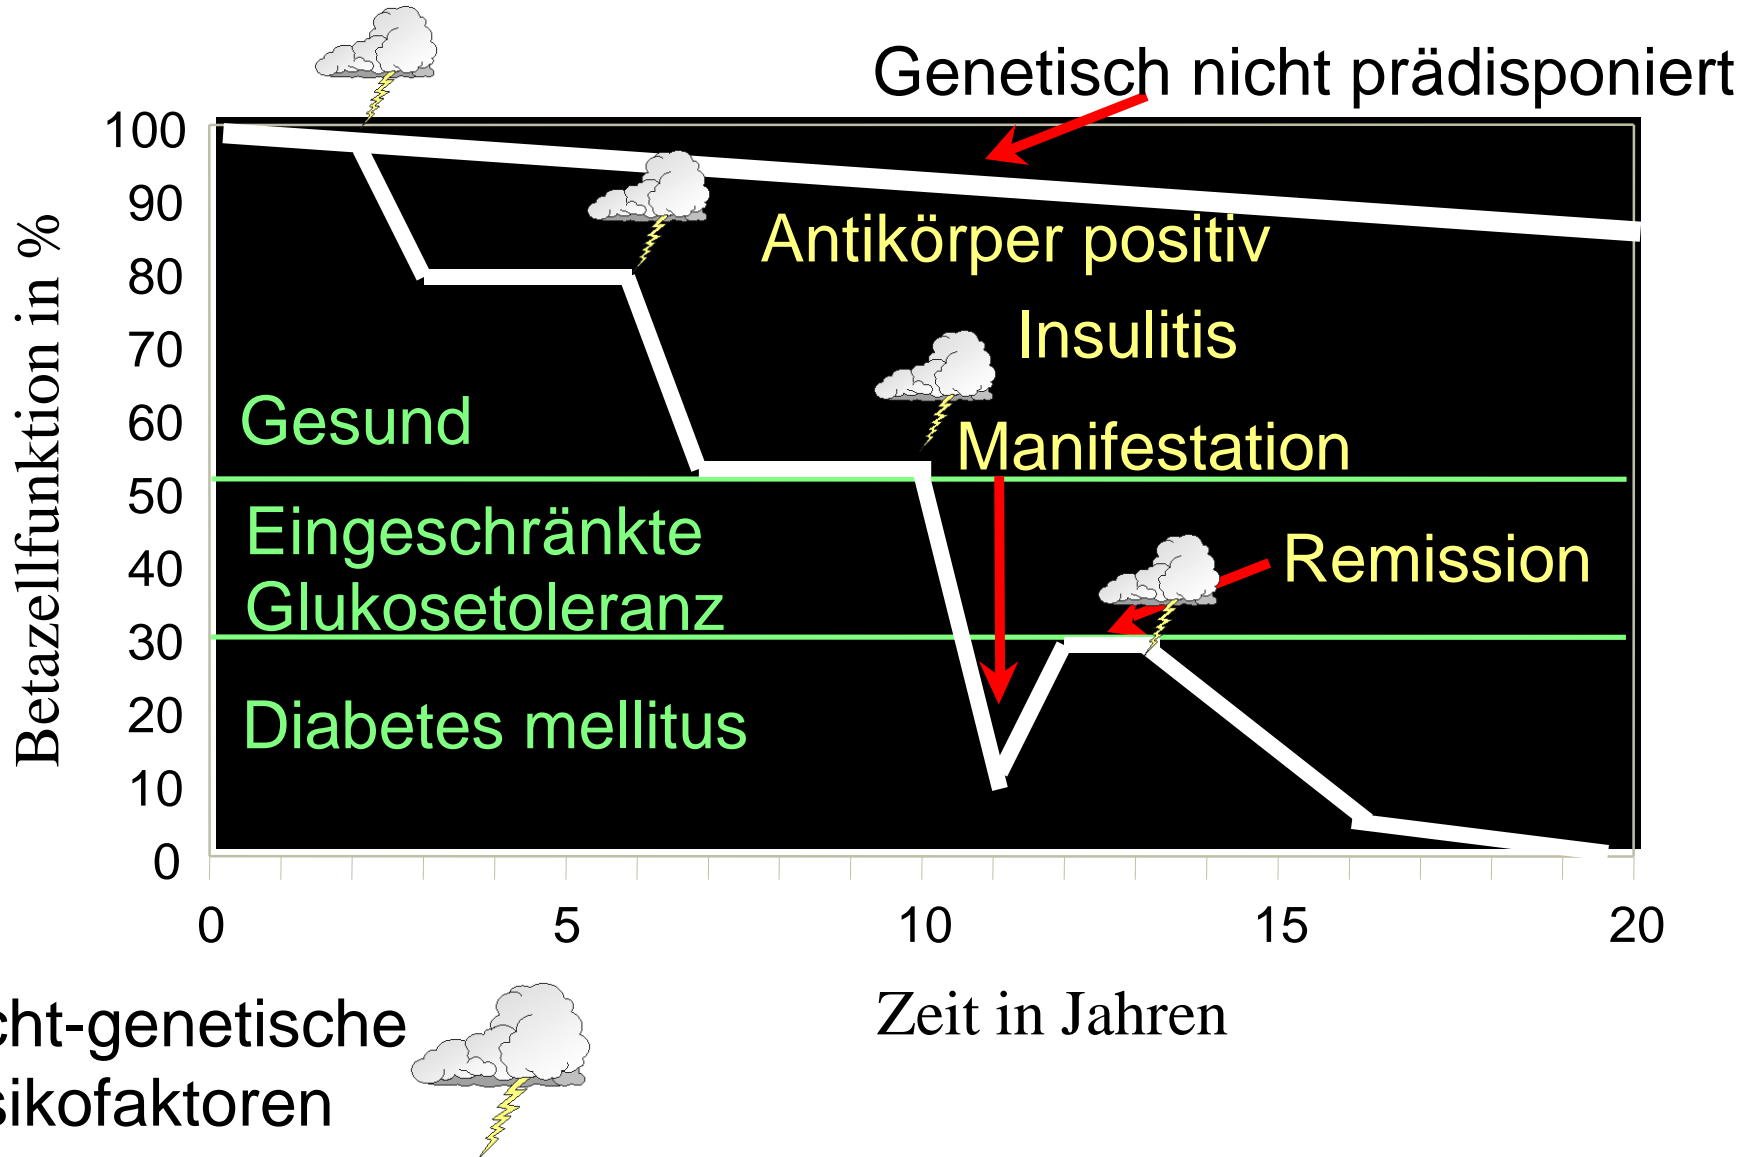 Genetisch nicht prädisponiert
Betazellfunktion in %
100
90
80
70
60
50
40
30
20
10
0
Antikörper positiv
Insulitis
Gesund
Manifestation
Eingeschränkte
Glukosetoleranz
Remission
Diabetes mellitus
0 5 10 15 20
Zeit in Jahren
cht-genetische
sikofaktoren